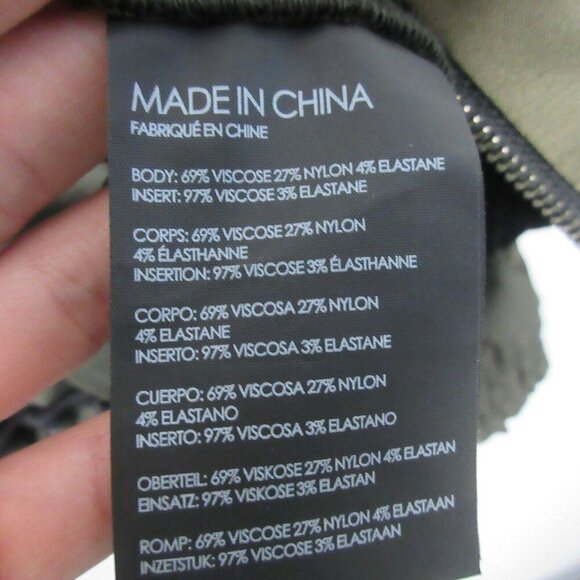 MADE IN CHINA
FABRIQUÉ EN CHINE
BODY: 69% VISCOSE 27% NYLON 4% ELASTANE
INSERT: 97% VISCOSE 3% ELASTANE
CORPS: 69% VISCOSE 27% NYLON
4% ÉLASTHANNE
INSERTION: 97% VISCOSE 3% ÉLASTHANNE
CORPO: 69% VISCOSA 27% NYLON
4% ELASTANE
INSERTO: 97% VISCOSA 3% ELASTANE
CUERPO: 69% VISCOSA 27% NYLON
4% ELASTANO
INSERTO: 97% VISCOSA 3% ELASTANO
OBERTEIL: 69% VISKOSE 27% NYLON 4% ELASTAN
EINSATZ: 97% VISKOSE 3% ELASTAN
ROMP: 69% VISCOSE 27% NYLON 4% ELASTAAN
INZETSTUK: 97% VISCOSE 3% ELASTAAN